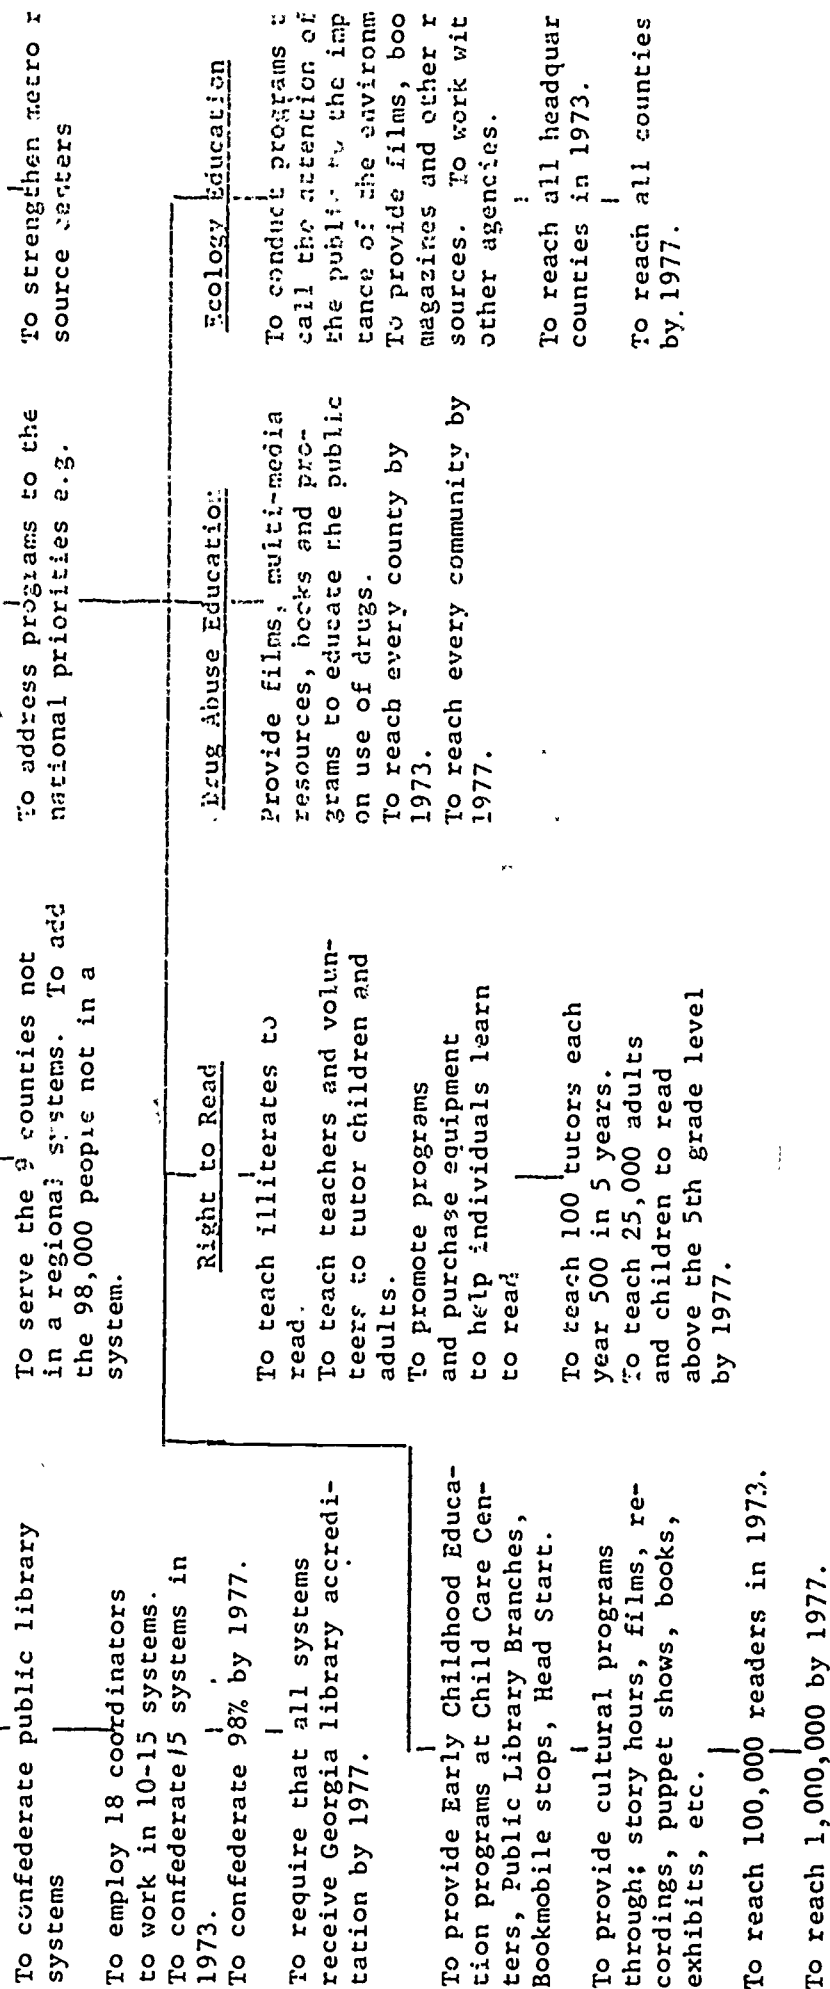 To confederate public library
systems
To employ 18 coordinators
to work in 10-15 systems.
To confederate 5 systems in
1973.
To confederate 98% by 1977.
To require that all systems
receive Georgia library accredi-
tation by 1977.
To serve the 9 counties not
in a regional systems. To add
the 98,000 people not in a
system.
To address programs to the
national priorities e.g.
To strengthen metro r
source centers
To provide Early Childhood Educa-
tion programs at Child Care Cen-
ters, Public Library Branches,
Bookmobile stops, Head Start.
To provide cultural programs
through; story hours, films, re-
cordings, puppet shows, books,
exhibits, etc.
To reach 100,000 readers in 1973.
To reach 1,000,000 by 1977.
Right to Read
To teach illiterates to
read.
To teach teachers and volun-
teers to tutor children and
adults.
To promote programs
and purchase equipment
to help individuals learn
to read
To teach 100 tutors each
year 500 in 5 years.
To teach 25,000 adults
and children to read
above the 5th grade level
by 1977.
Drug Abuse Education
Provide films, multi-media
resources, books and pro-
grams to educate the public
on use of drugs.
To reach every county by
1973.
To reach every community by
1977.
Ecology Education
To conduct programs t
call the attention of
the public to the imp
tance of the environm
To provide films, boo
magazines and other r
sources. To work wit
other agencies.
To reach all headquar
counties in 1973.
To reach all counties
by 1977.